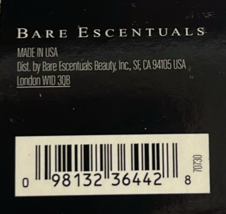 BARE ESCENTUALS
MADE IN USA
Dist. by Bare Escentuals Beauty, Inc., SF, CA 94105 USA
London W1D 3QB
70730
0 98132 36442 8